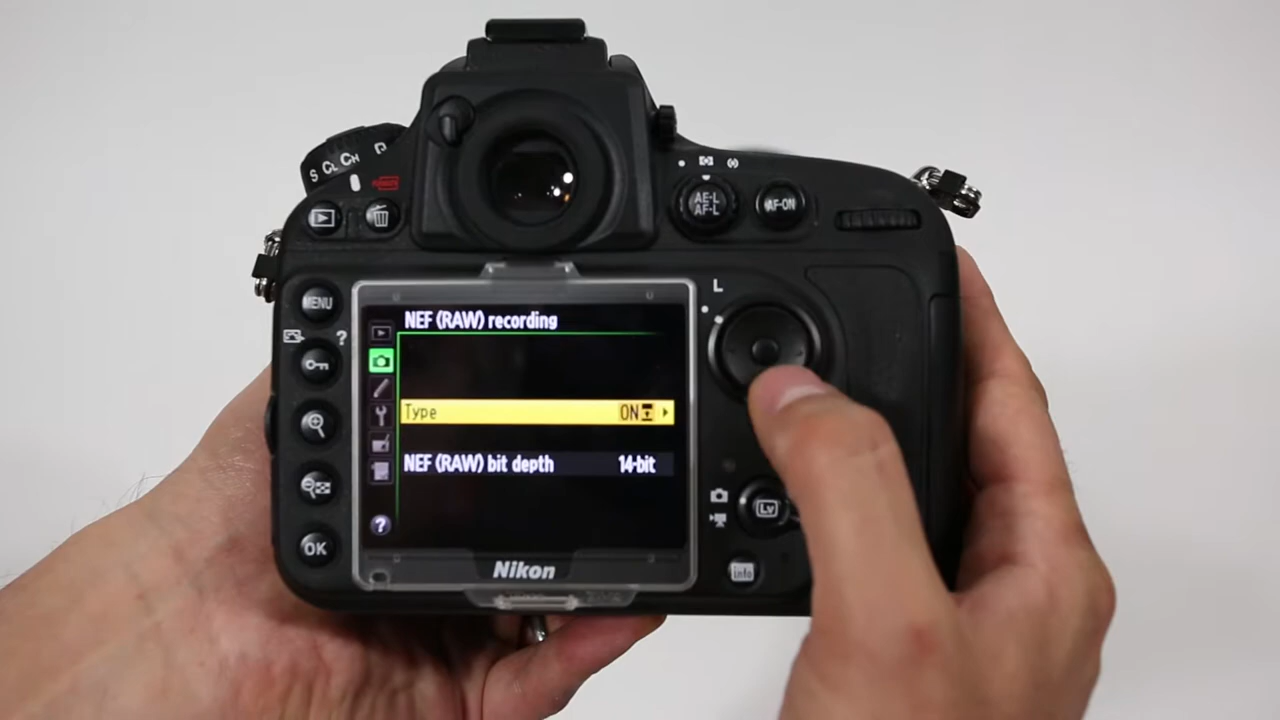 S CL CH
AE-L
AF-L
AF-ON
MENU
L
NEF (RAW) recording
?
Type ON
NEF (RAW) bit depth 14-bit
?
Lv
OK
Nikon
info